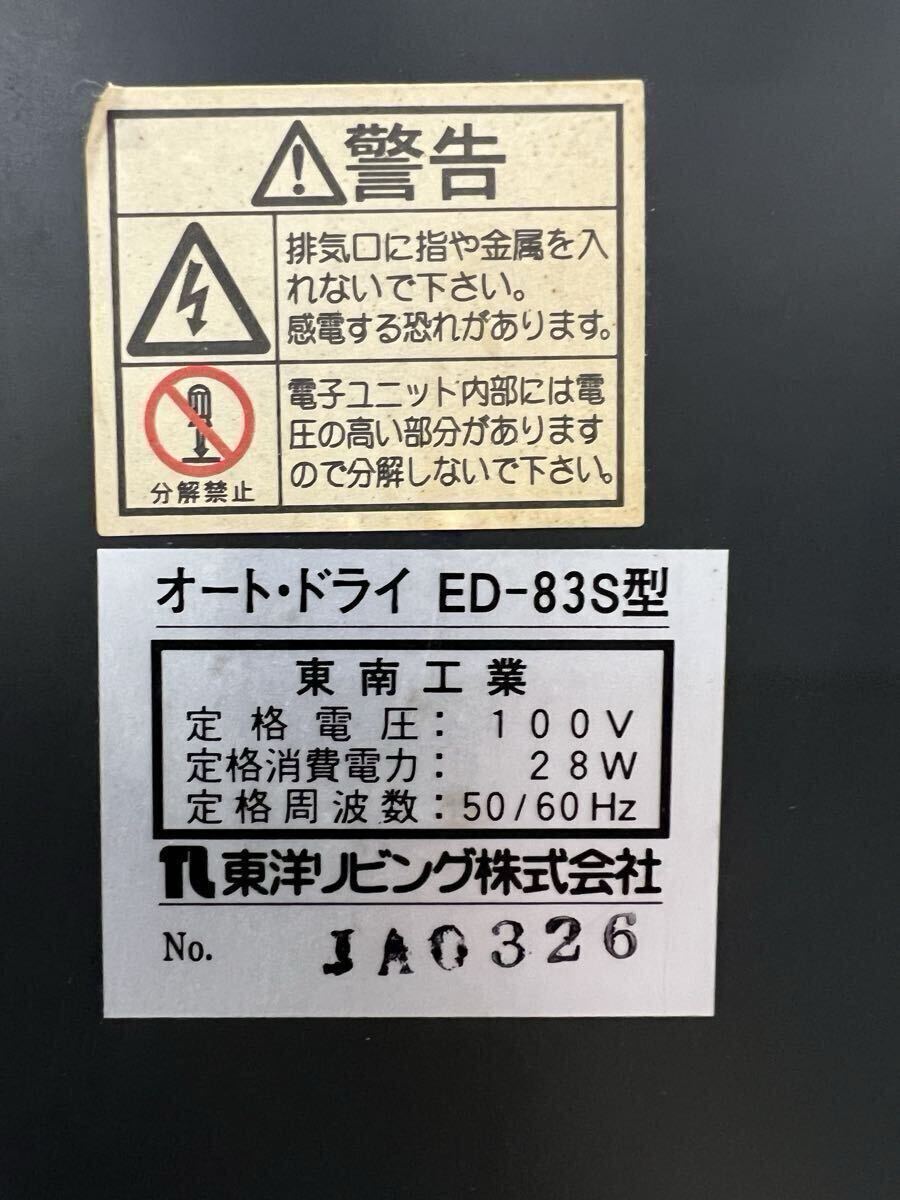 警告
排気口に指や金属を入
れないで下さい。
感電する恐れがあります。
分解禁止
電子ユニット内部には電
圧の高い部分があります
ので分解しないで下さい。
オート・ドライ ED-83S型
東南工業
定格電圧: 100V
定格消費電力: 28W
定格周波数: 50/60Hz
東洋リビング株式会社
No. JA0326